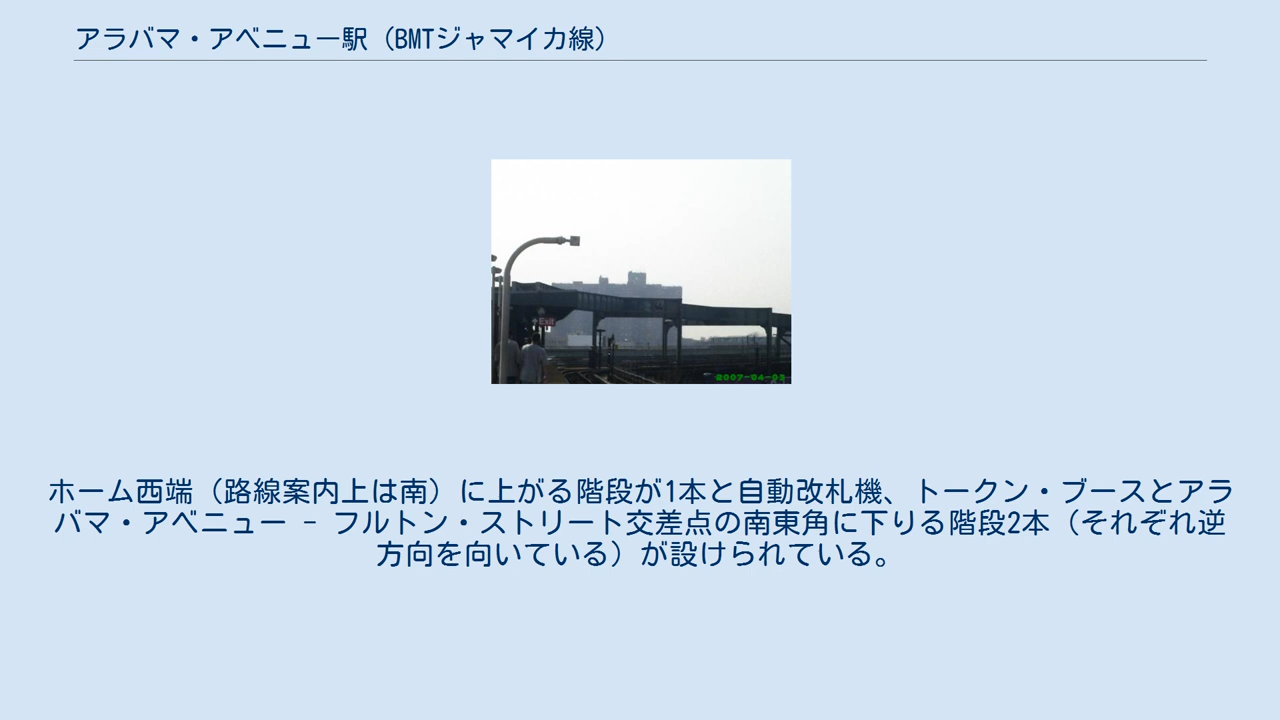 アラバマ・アベニュー駅（BMTジャマイカ線）
Exit
2007-04-03
ホーム西端（路線案内上は南）に上がる階段が1本と自動改札機、トークン・ブースとアラ
バマ・アベニュー - フルトン・ストリート交差点の南東角に下りる階段2本（それぞれ逆
方向を向いている）が設けられている。